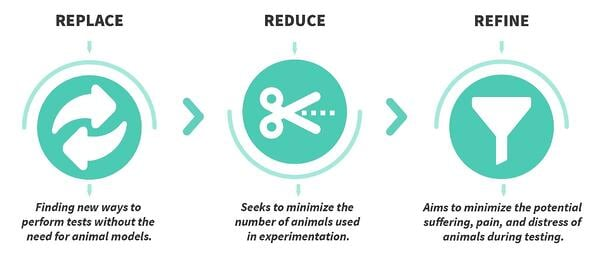 REPLACE
Finding new ways to
perform tests without the
need for animal models.
REDUCE
Seeks to minimize the
number of animals used
in experimentation.
REFINE
Aims to minimize the potential
suffering, pain, and distress of
animals during testing.